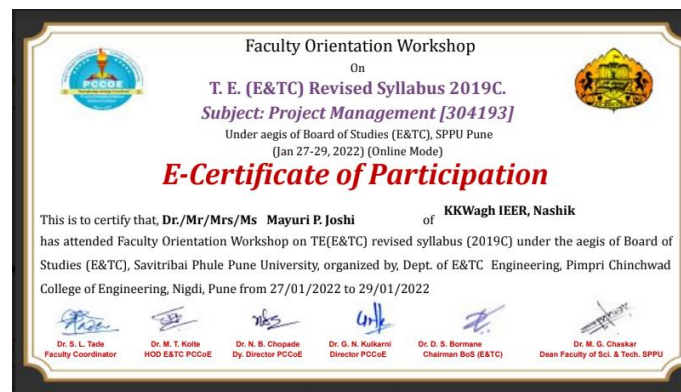 Faculty Orientation Workshop
On
T. E. (E&TC) Revised Syllabus 2019C.
Subject: Project Management [304193]
Under aegis of Board of Studies (E&TC), SPPU Pune
(Jan 27-29, 2022) (Online Mode)
E-Certificate of Participation
This is to certify that, Dr./Mr/Mrs/Ms Mayuri P. Joshi of KKWagh IEER, Nashik
has attended Faculty Orientation Workshop on TE(E&TC) revised syllabus (2019C) under the aegis of Board of
Studies (E&TC), Savitribai Phule Pune University, organized by, Dept. of E&TC Engineering, Pimpri Chinchwad
College of Engineering, Nigdi, Pune from 27/01/2022 to 29/01/2022
Dr. S. L. Tade
Faculty Coordinator
Dr. M. T. Kolte
HOD E&TC PCCoE
Dr. N. B. Chopade
Dy. Director PCCoE
Dr. G. N. Kulkarni
Director PCCoE
Dr. D. S. Bormane
Chairman BoS (E&TC)
Dr. M. G. Chaskar
Dean Faculty of Sci. & Tech. SPPU
PCCOE